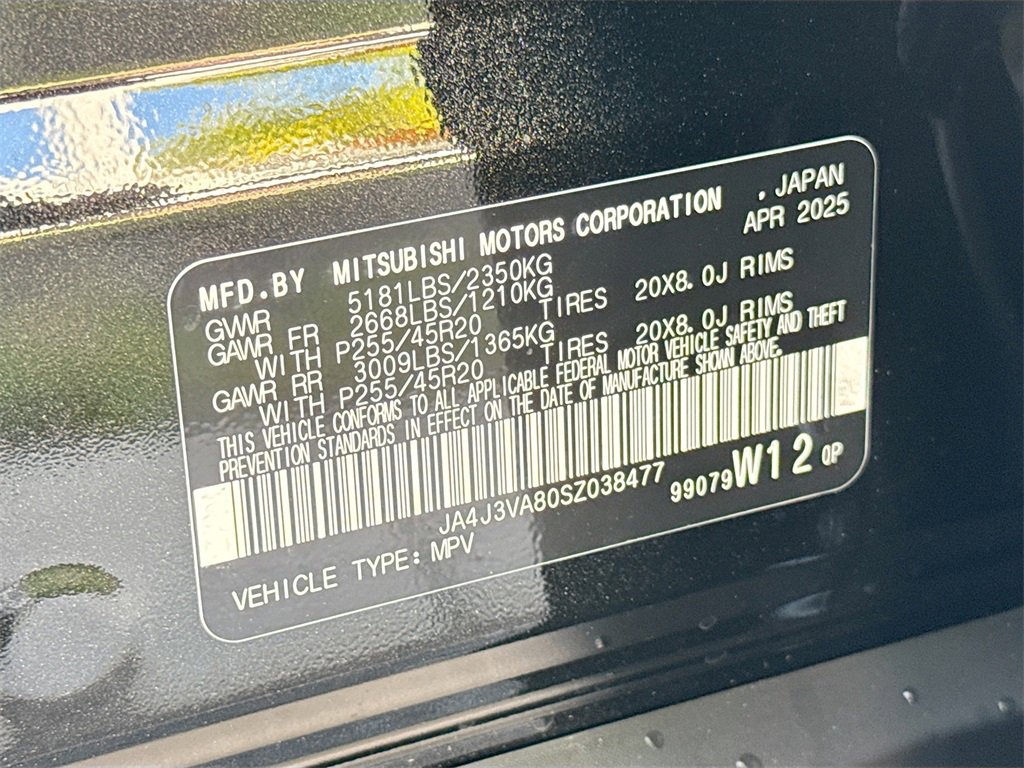 MFD.BY MITSUBISHI MOTORS CORPORATION , JAPAN
APR 2025
GVWR 5181LBS/2350KG
GAWR FR 2668LBS/1210KG
WITH P255/45R20 TIRES 20X8.0J RIMS
GAWR RR 3009LBS/1365KG
WITH P255/45R20 TIRES 20X8.0J RIMS
THIS VEHICLE CONFORMS TO ALL APPLICABLE FEDERAL MOTOR VEHICLE SAFETY AND THEFT
PREVENTION STANDARDS IN EFFECT ON THE DATE OF MANUFACTURE SHOWN ABOVE.
JA4J3VA80SZ038477 99079W12 OP
VEHICLE TYPE: MPV